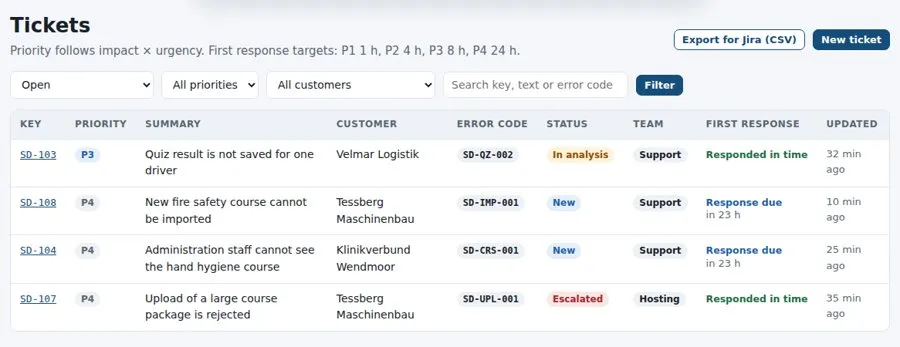 Tickets
Priority follows impact × urgency. First response targets: P1 1 h, P2 4 h, P3 8 h, P4 24 h.
Export for Jira (CSV) New ticket
Open All priorities All customers Search key, text or error code Filter
KEY PRIORITY SUMMARY CUSTOMER ERROR CODE STATUS TEAM FIRST RESPONSE UPDATED
SD-103 P3 Quiz result is not saved for one Velmar Logistik SD-QZ-002 In analysis Support Responded in time 32 min
driver ago
SD-108 P4 New fire safety course cannot Tessberg SD-IMP-001 New Support Response due 10 min
be imported Maschinenbau in 23 h ago
SD-104 P4 Administration staff cannot see Klinikverbund SD-CRS-001 New Support Response due 25 min
the hand hygiene course Wendmoor in 23 h ago
SD-107 P4 Upload of a large course Tessberg SD-UPL-001 Escalated Hosting Responded in time 35 min
package is rejected Maschinenbau ago